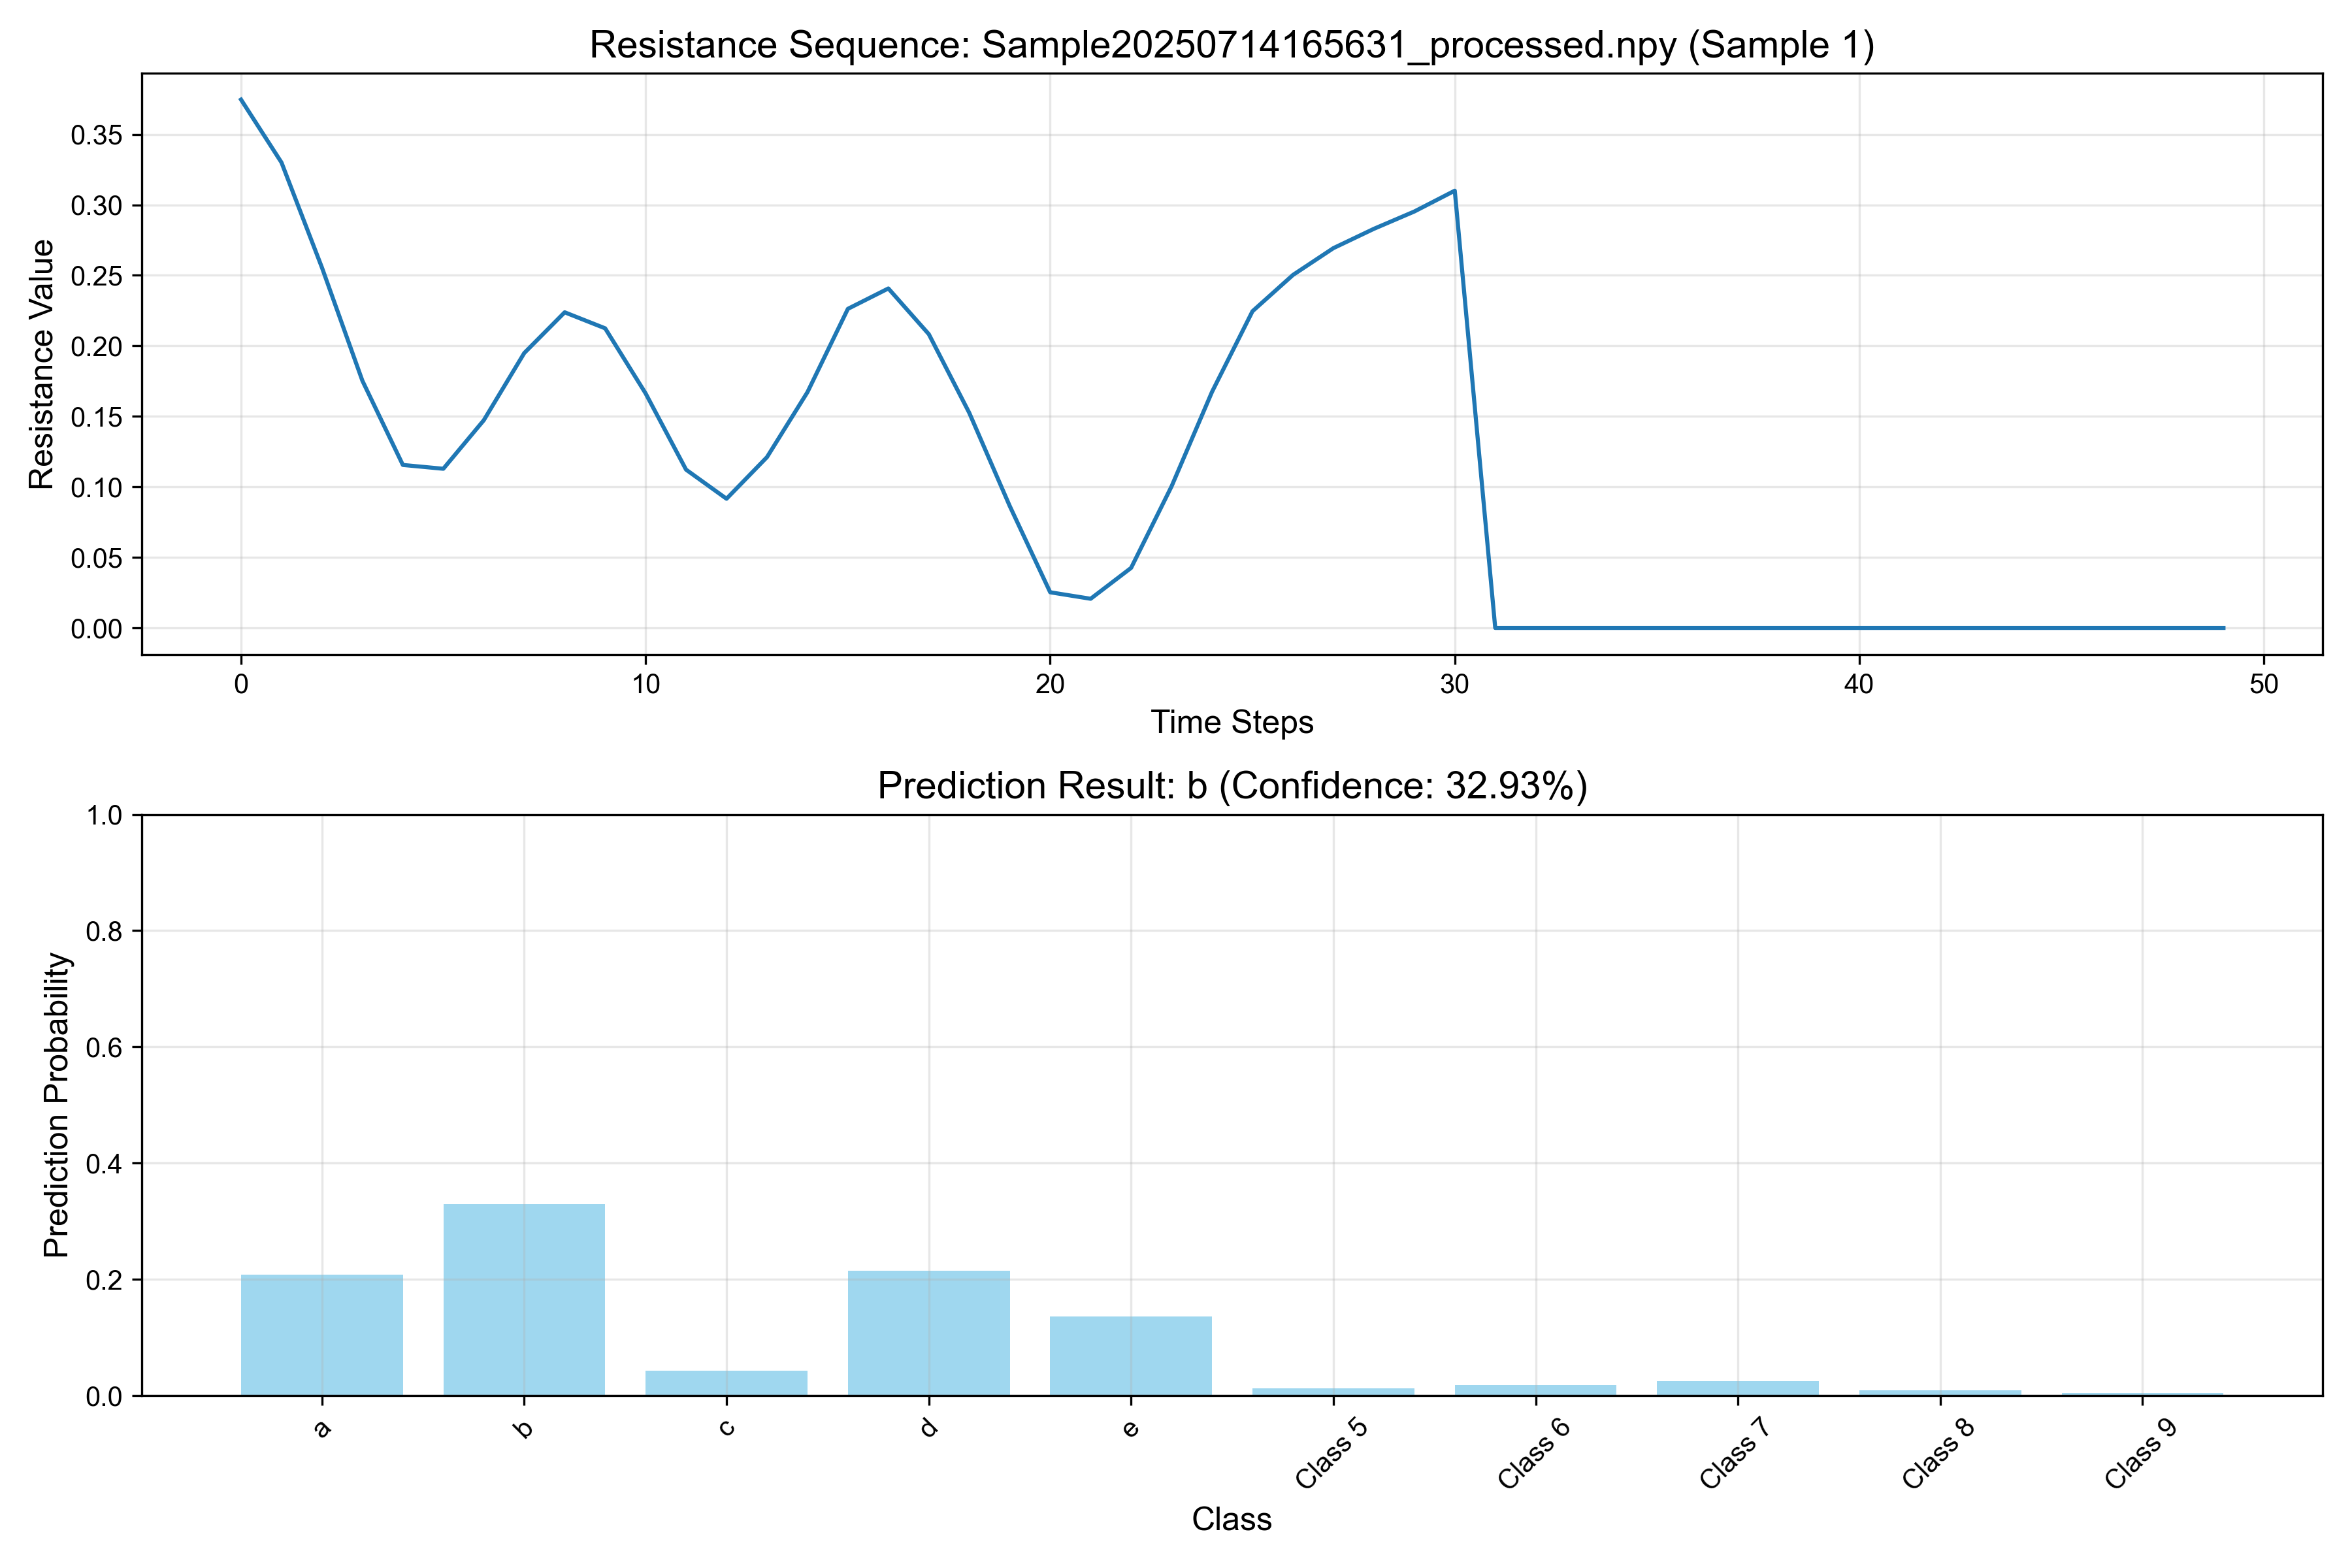 Resistance Sequence: Sample20250714165631_processed.npy (Sample 1)
Resistance Value
0.35
0.30
0.25
0.20
0.15
0.10
0.05
0.00
0 10 20 30 40 50
Time Steps
Prediction Result: b (Confidence: 32.93%)
Prediction Probability
1.0
0.8
0.6
0.4
0.2
0.0
a b c d e Class 5 Class 6 Class 7 Class 8 Class 9
Class